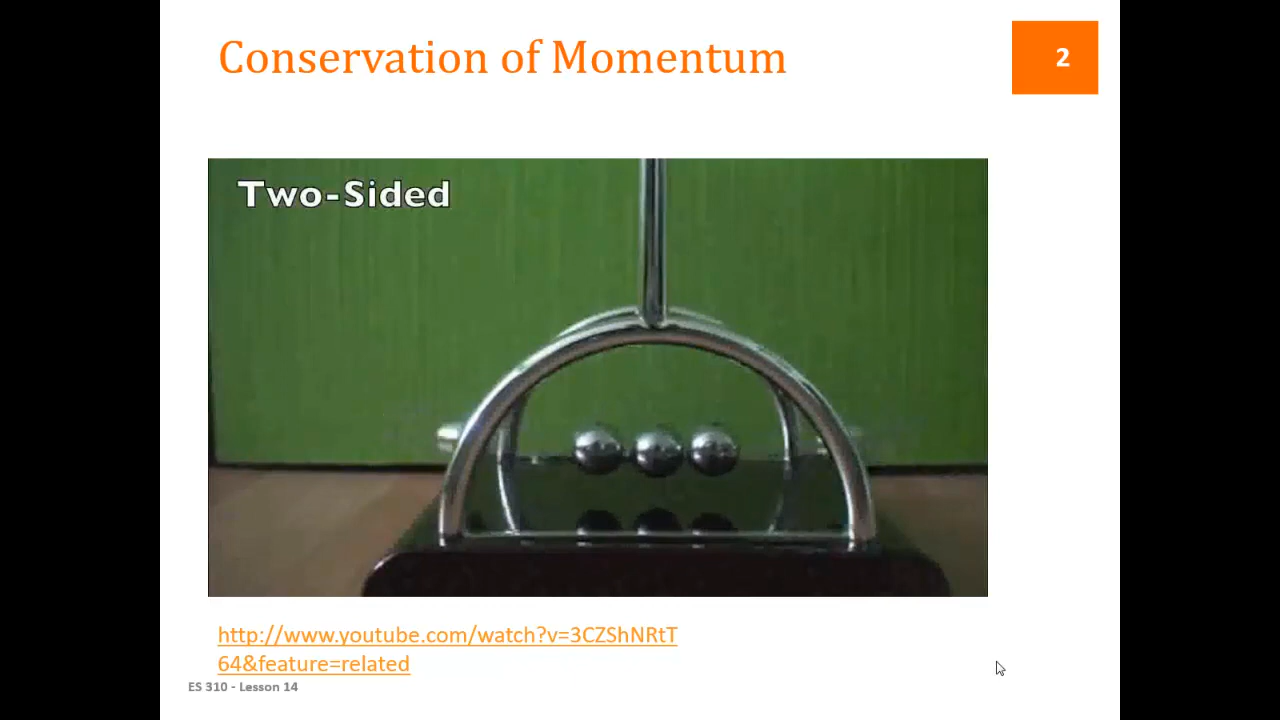 Conservation of Momentum
2
Two-Sided
http://www.youtube.com/watch?v=3CZShNRtT
64&feature=related
ES 310 - Lesson 14